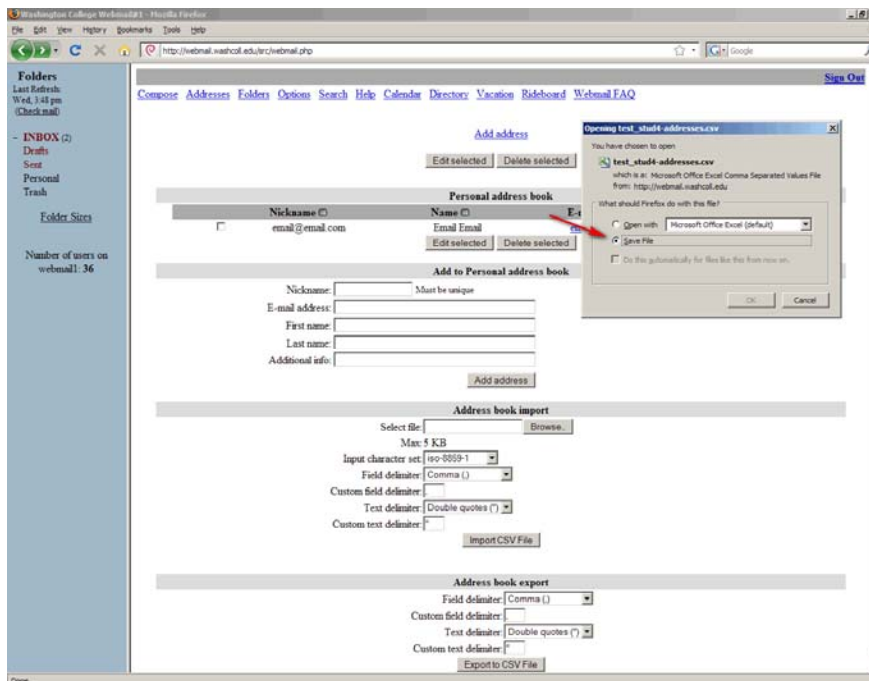 Washington College Webmail#1 - Mozilla Firefox
File Edit View History Bookmarks Tools Help
http://webmail.washcoll.edu/src/webmail.php
Google
Folders
Last Refresh:
Wed, 3:48 pm
(Check mail)
- INBOX (2)
Drafts
Sent
Personal
Trash
Folder Sizes
Number of users on
webmail1: 36
Sign Out
Compose Addresses Folders Options Search Help Calendar Directory Vacation Rideboard Webmail FAQ
Add address
Edit selected Delete selected
Personal address book
Nickname Name E-
email@email.com Email Email
Edit selected Delete selected
Add to Personal address book
Nickname: Must be unique
E-mail address:
First name:
Last name:
Additional info:
Add address
Address book import
Select file: Browse..
Max: 5 KB
Input character set: iso-8859-1
Field delimiter: Comma (,)
Custom field delimiter: ,
Text delimiter: Double quotes (")
Custom text delimiter: "
Import CSV File
Address book export
Field delimiter: Comma (,)
Custom field delimiter: ,
Text delimiter: Double quotes (")
Custom text delimiter: "
Export to CSV File
Done
Opening test_stud4-addresses.csv
You have chosen to open
test_stud4-addresses.csv
which is a: Microsoft Office Excel Comma Separated Values File
from: http://webmail.washcoll.edu
What should Firefox do with this file?
Open with Microsoft Office Excel (default)
Save File
Do this automatically for files like this from now on.
OK Cancel